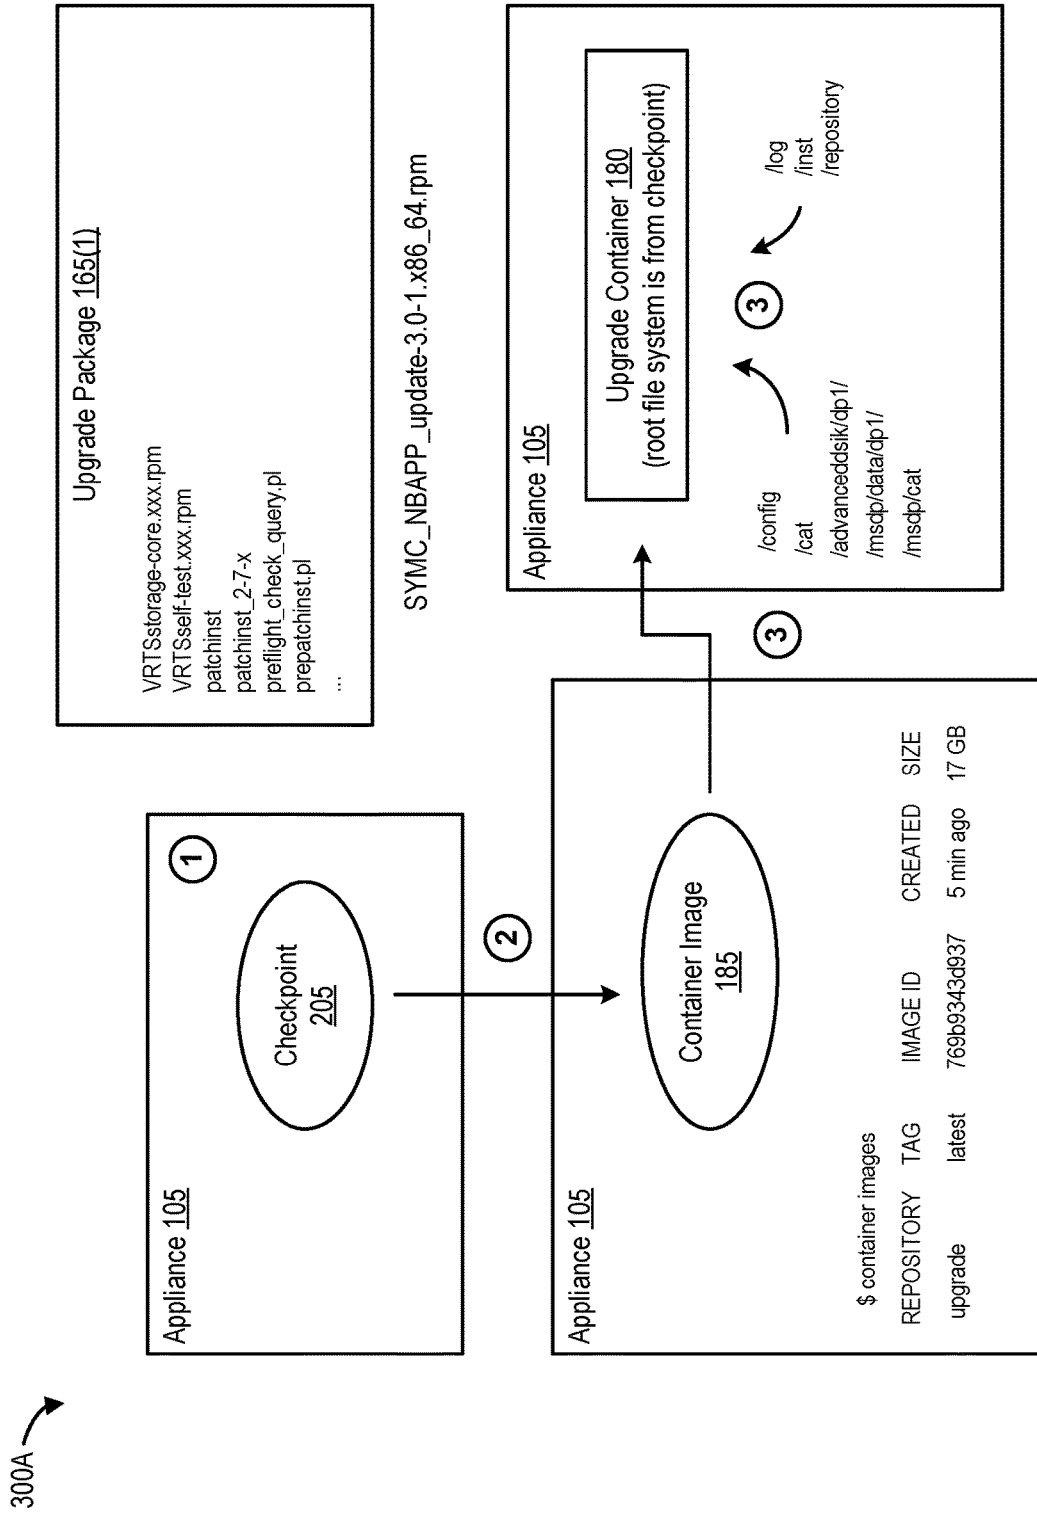 300A
Appliance 105
1
Checkpoint
205
2
Upgrade Package 165(1)
VRTSstorage-core.xxx.rpm
VRTSself-test.xxx.rpm
patchinst
patchinst_2-7-x
preflight_check_query.pl
prepatchinst.pl
...
SYMC_NBAPP_update-3.0-1.x86_64.rpm
Appliance 105
Container Image
185
$ container images
REPOSITORY TAG IMAGE ID CREATED SIZE
upgrade latest 769b9343d937 5 min ago 17 GB
3
Appliance 105
Upgrade Container 180
(root file system is from checkpoint)
3
/config
/cat
/advanceddsik/dp1/
/msdp/data/dp1/
/msdp/cat
/log
/inst
/repository